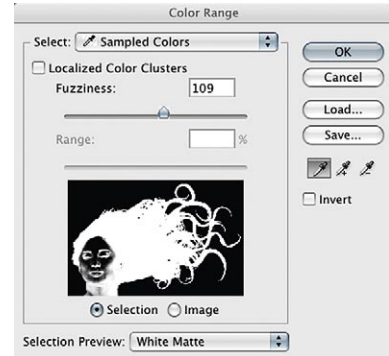 Color Range
Select: Sampled Colors
OK
Localized Color Clusters
Cancel
Fuzziness: 109
Load...
Range: %
Save...
Invert
Selection Image
Selection Preview: White Matte